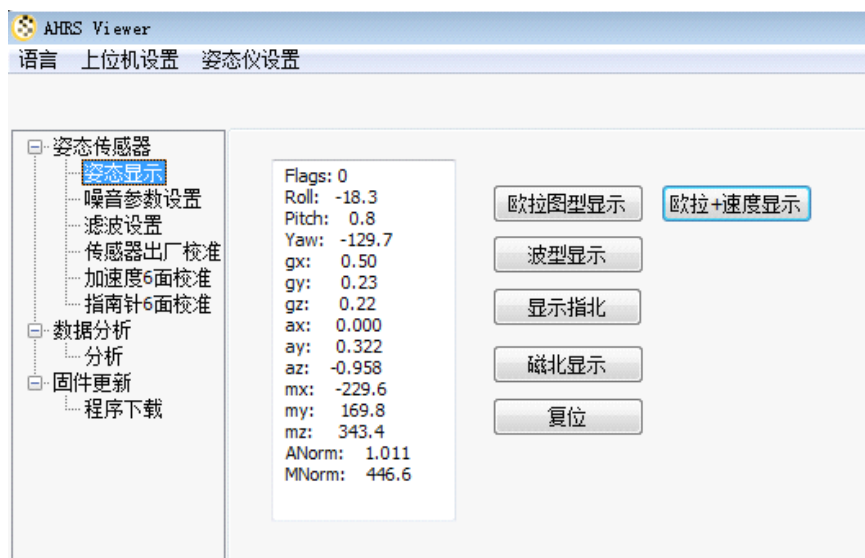 AHRS Viewer
语言 上位机设置 姿态仪设置
姿态传感器
姿态显示
噪音参数设置
滤波设置
传感器出厂校准
加速度6面校准
指南针6面校准
数据分析
分析
固件更新
程序下载
Flags: 0
Roll: -18.3
Pitch: 0.8
Yaw: -129.7
gx: 0.50
gy: 0.23
gz: 0.22
ax: 0.000
ay: 0.322
az: -0.958
mx: -229.6
my: 169.8
mz: 343.4
ANorm: 1.011
MNorm: 446.6
欧拉图型显示 欧拉+速度显示
波型显示
显示指北
磁北显示
复位